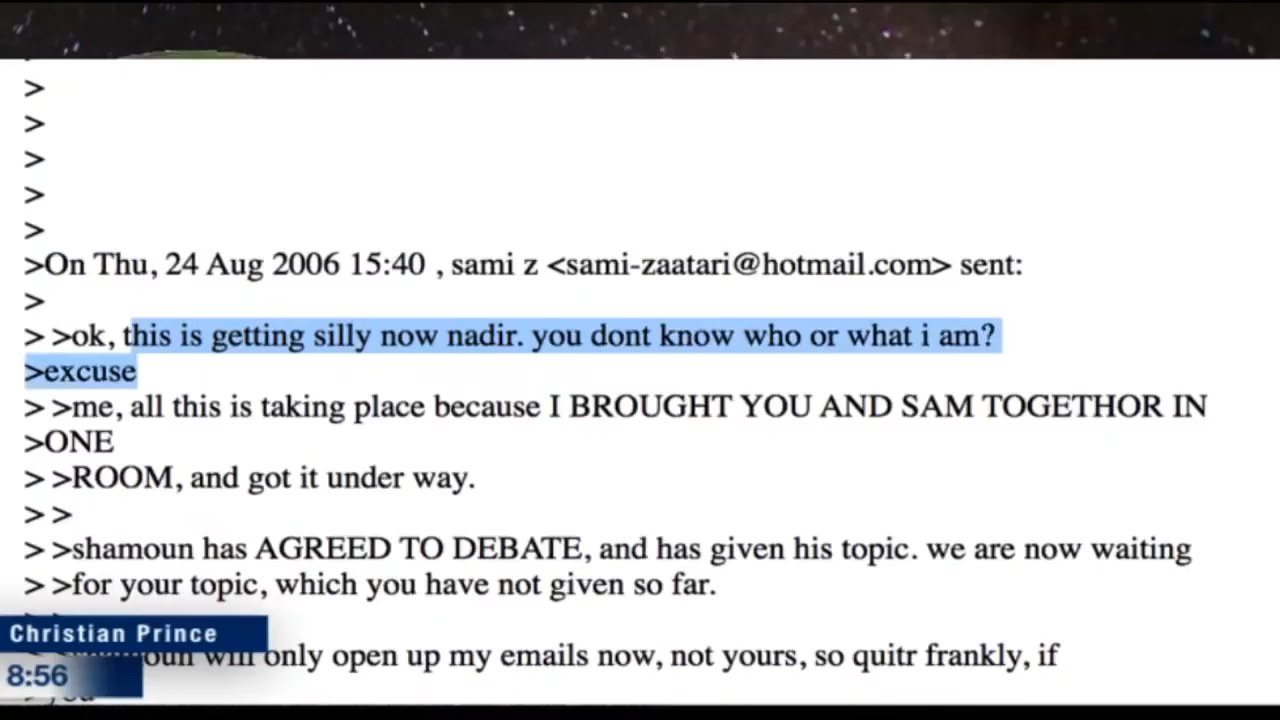 >
>
>
>
>
>On Thu, 24 Aug 2006 15:40 , sami z <sami-zaatari@hotmail.com> sent:
>
> >ok, this is getting silly now nadir. you dont know who or what i am?
>excuse
> >me, all this is taking place because I BROUGHT YOU AND SAM TOGETHOR IN
>ONE
> >ROOM, and got it under way.
> >
> >shamoun has AGREED TO DEBATE, and has given his topic. we are now waiting
> >for your topic, which you have not given so far.
Christian Prince
will only open up my emails now, not yours, so quitr frankly, if
8:56